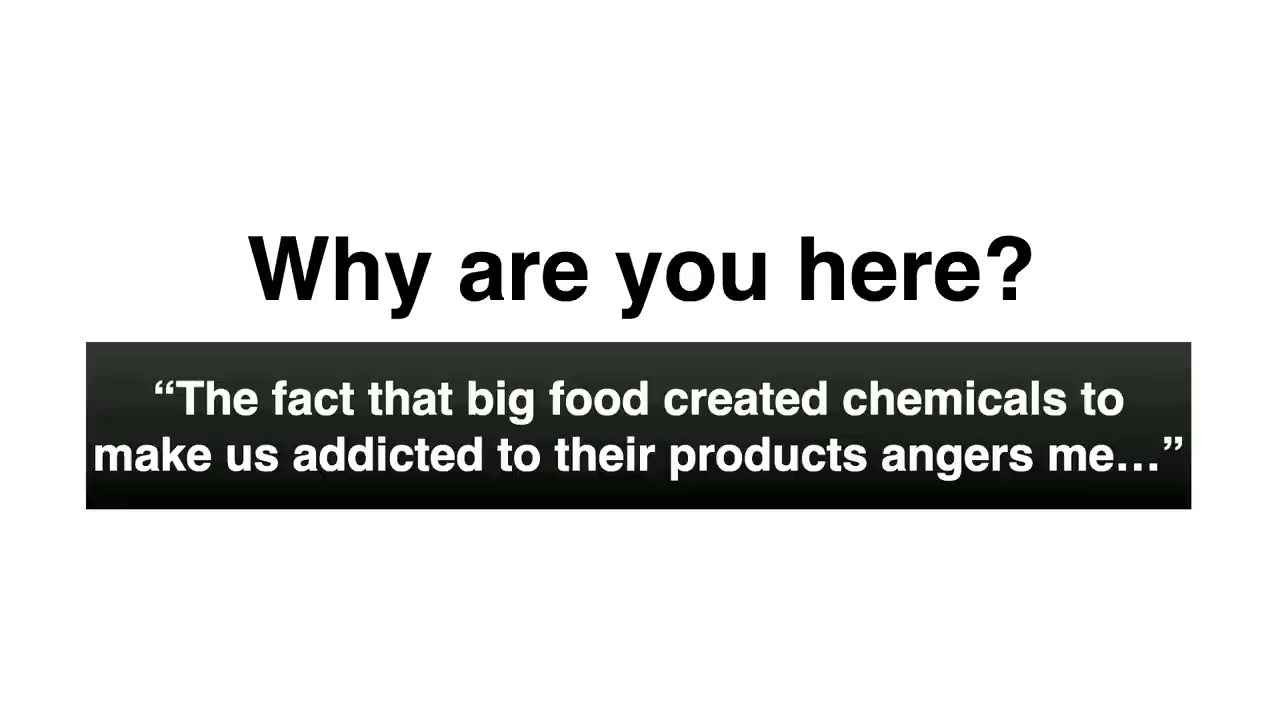 Why are you here?
“The fact that big food created chemicals to
make us addicted to their products angers me…”